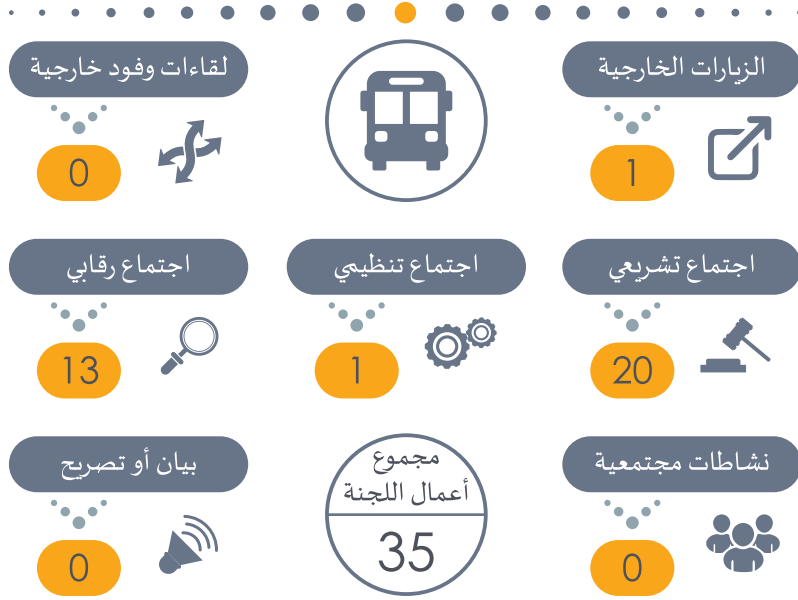 الزيارات الخارجية
1
لقاءات وفود خارجية
0
اجتماع تشريعي
20
اجتماع تنظيمي
1
اجتماع رقابي
13
نشاطات مجتمعية
0
مجموع
أعمال اللجنة
35
بيان أو تصريح
0